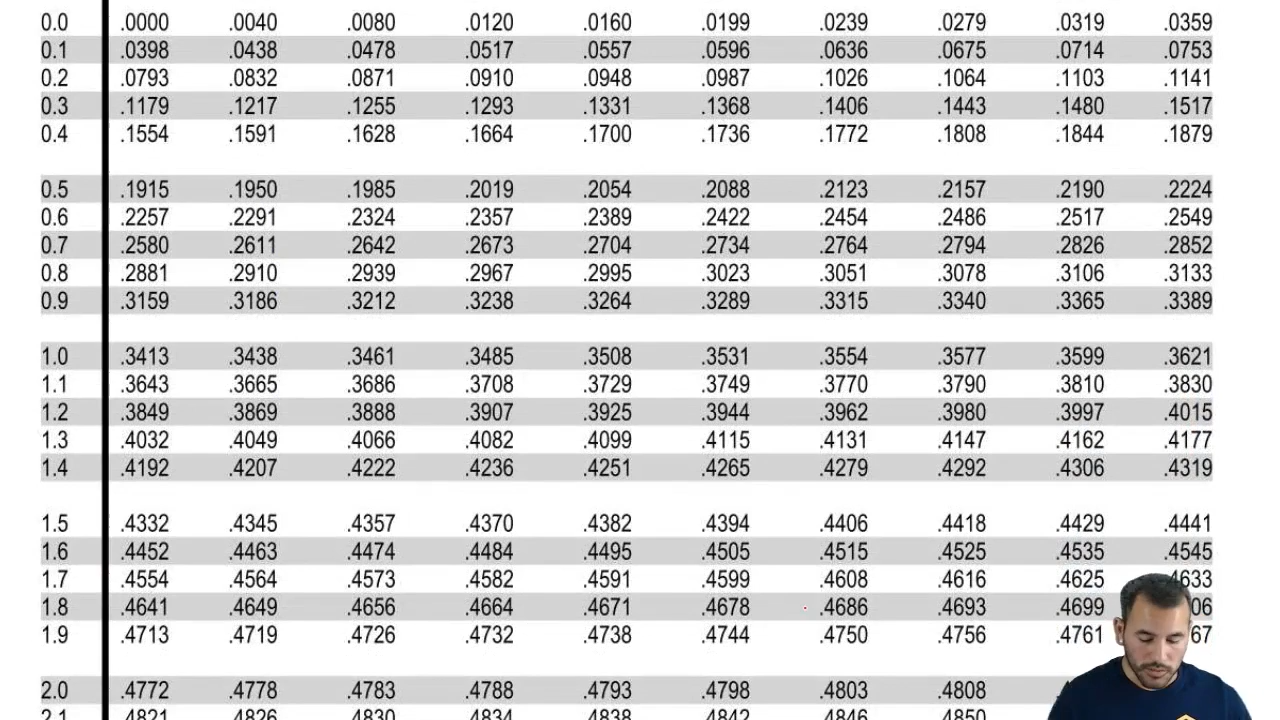 0.0 .0000 .0040 .0080 .0120 .0160 .0199 .0239 .0279 .0319 .0359
0.1 .0398 .0438 .0478 .0517 .0557 .0596 .0636 .0675 .0714 .0753
0.2 .0793 .0832 .0871 .0910 .0948 .0987 .1026 .1064 .1103 .1141
0.3 .1179 .1217 .1255 .1293 .1331 .1368 .1406 .1443 .1480 .1517
0.4 .1554 .1591 .1628 .1664 .1700 .1736 .1772 .1808 .1844 .1879
0.5 .1915 .1950 .1985 .2019 .2054 .2088 .2123 .2157 .2190 .2224
0.6 .2257 .2291 .2324 .2357 .2389 .2422 .2454 .2486 .2517 .2549
0.7 .2580 .2611 .2642 .2673 .2704 .2734 .2764 .2794 .2826 .2852
0.8 .2881 .2910 .2939 .2967 .2995 .3023 .3051 .3078 .3106 .3133
0.9 .3159 .3186 .3212 .3238 .3264 .3289 .3315 .3340 .3365 .3389
1.0 .3413 .3438 .3461 .3485 .3508 .3531 .3554 .3577 .3599 .3621
1.1 .3643 .3665 .3686 .3708 .3729 .3749 .3770 .3790 .3810 .3830
1.2 .3849 .3869 .3888 .3907 .3925 .3944 .3962 .3980 .3997 .4015
1.3 .4032 .4049 .4066 .4082 .4099 .4115 .4131 .4147 .4162 .4177
1.4 .4192 .4207 .4222 .4236 .4251 .4265 .4279 .4292 .4306 .4319
1.5 .4332 .4345 .4357 .4370 .4382 .4394 .4406 .4418 .4429 .4441
1.6 .4452 .4463 .4474 .4484 .4495 .4505 .4515 .4525 .4535 .4545
1.7 .4554 .4564 .4573 .4582 .4591 .4599 .4608 .4616 .4625 4633
1.8 .4641 .4649 .4656 .4664 .4671 .4678 .4686 .4693 .4699 06
1.9 .4713 .4719 .4726 .4732 .4738 .4744 .4750 .4756 .4761 67
2.0 .4772 .4778 .4783 .4788 .4793 .4798 .4803 .4808
2.1 .4821 .4826 .4830 .4834 .4838 .4842 .4846 .4850